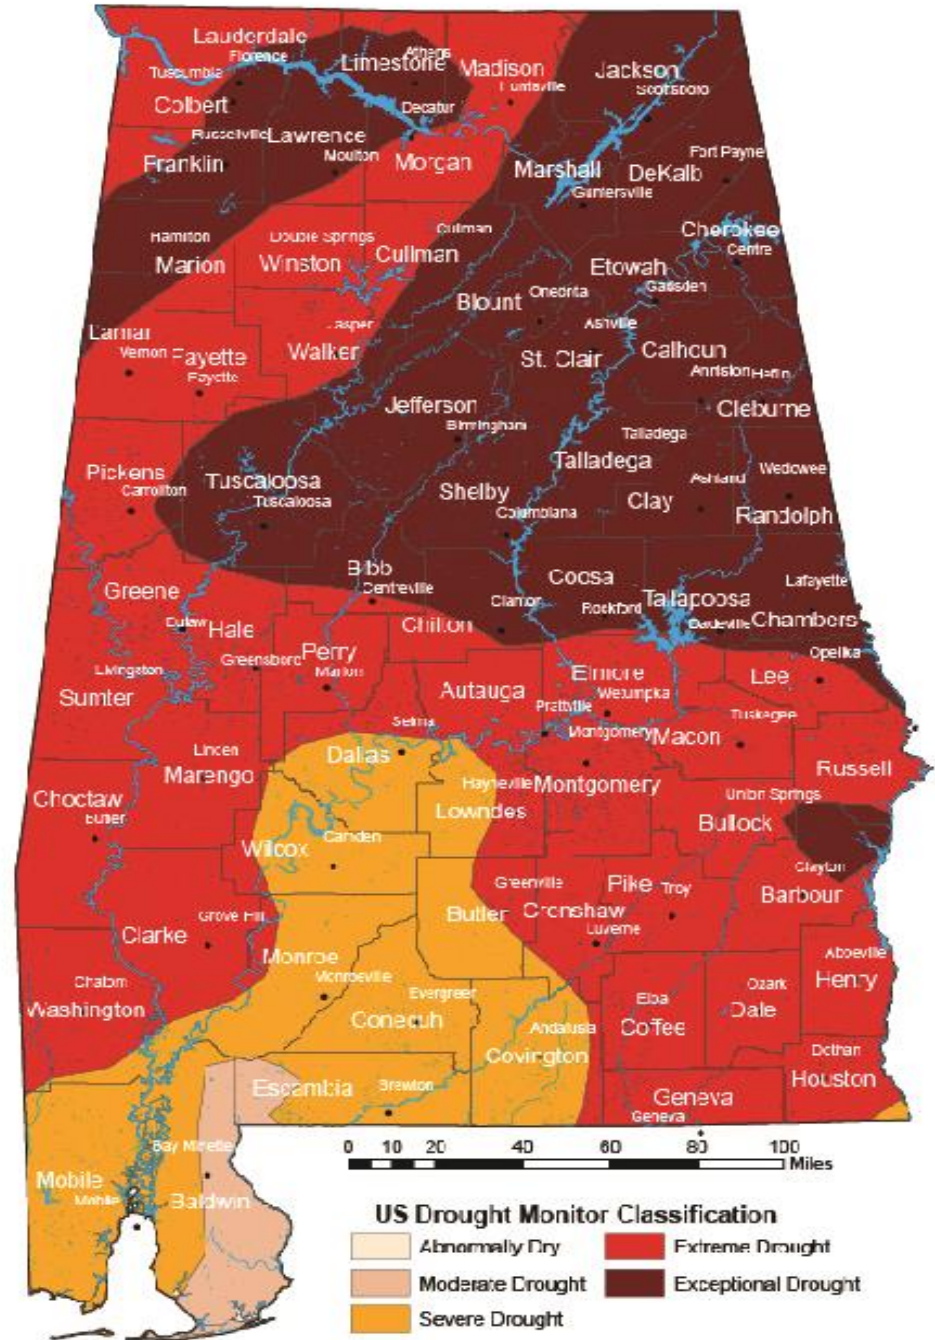 Lauderdale
Florence
Limestone
Athens
Madison
Huntsville
Jackson
Scottsboro
Tuscumbia
Colbert
Decatur
Russellville
Lawrence
Moulton
Franklin
Morgan
Marshall
Guntersville
DeKalb
Fort Payne
Hamilton
Marion
Double Springs
Winston
Cullman
Cullman
Cherokee
Centre
Etowah
Gadsden
Blount
Oneonta
Ashville
Lamar
Vernon
Fayette
Fayette
Jasper
Walker
St. Clair
Calhoun
Anniston
Heflin
Cleburne
Jefferson
Birmingham
Talladega
Talladega
Pickens
Carrollton
Tuscaloosa
Tuscaloosa
Shelby
Columbiana
Clay
Ashland
Wedowee
Randolph
Bibb
Centreville
Coosa
Rockford
Clanton
Chilton
Tallapoosa
Dadeville
Lafayette
Chambers
Opelika
Greene
Eutaw
Hale
Greensboro
Perry
Marion
Livingston
Sumter
Autauga
Prattville
Elmore
Wetumpka
Lee
Tuskegee
Macon
Selma
Dallas
Montgomery
Montgomery
Hayneville
Lowndes
Russell
Linden
Marengo
Union Springs
Bullock
Choctaw
Butler
Camden
Wilcox
Clayton
Barbour
Greenville
Butler
Crenshaw
Luverne
Pike
Troy
Grove Hill
Clarke
Monroe
Monroeville
Evergreen
Conecuh
Abbeville
Henry
Chatom
Washington
Andalusia
Covington
Elba
Coffee
Ozark
Dale
Dothan
Houston
Escambia
Brewton
Geneva
Geneva
Bay Minette
Mobile
Mobile
Baldwin
0 10 20 40 60 80 100
Miles
US Drought Monitor Classification
Abnormally Dry
Moderate Drought
Severe Drought
Extreme Drought
Exceptional Drought